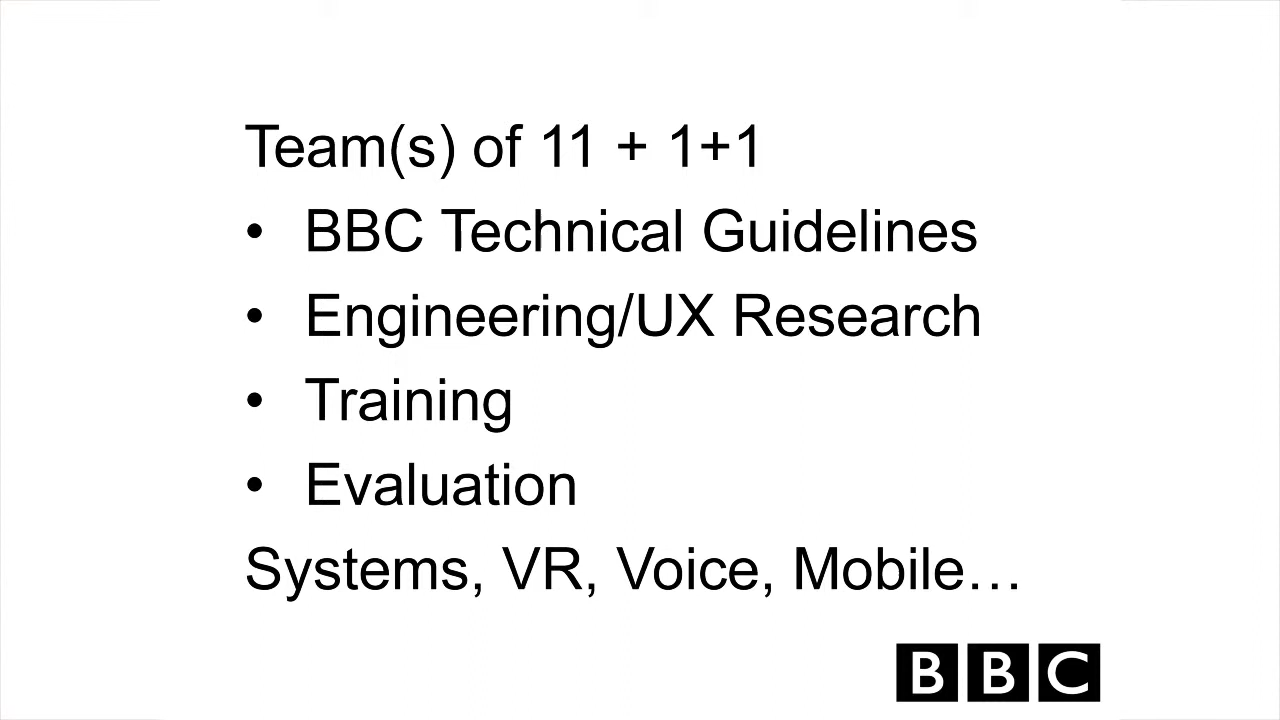 Team(s) of 11 + 1+1
• BBC Technical Guidelines
• Engineering/UX Research
• Training
• Evaluation
Systems, VR, Voice, Mobile…
BBC